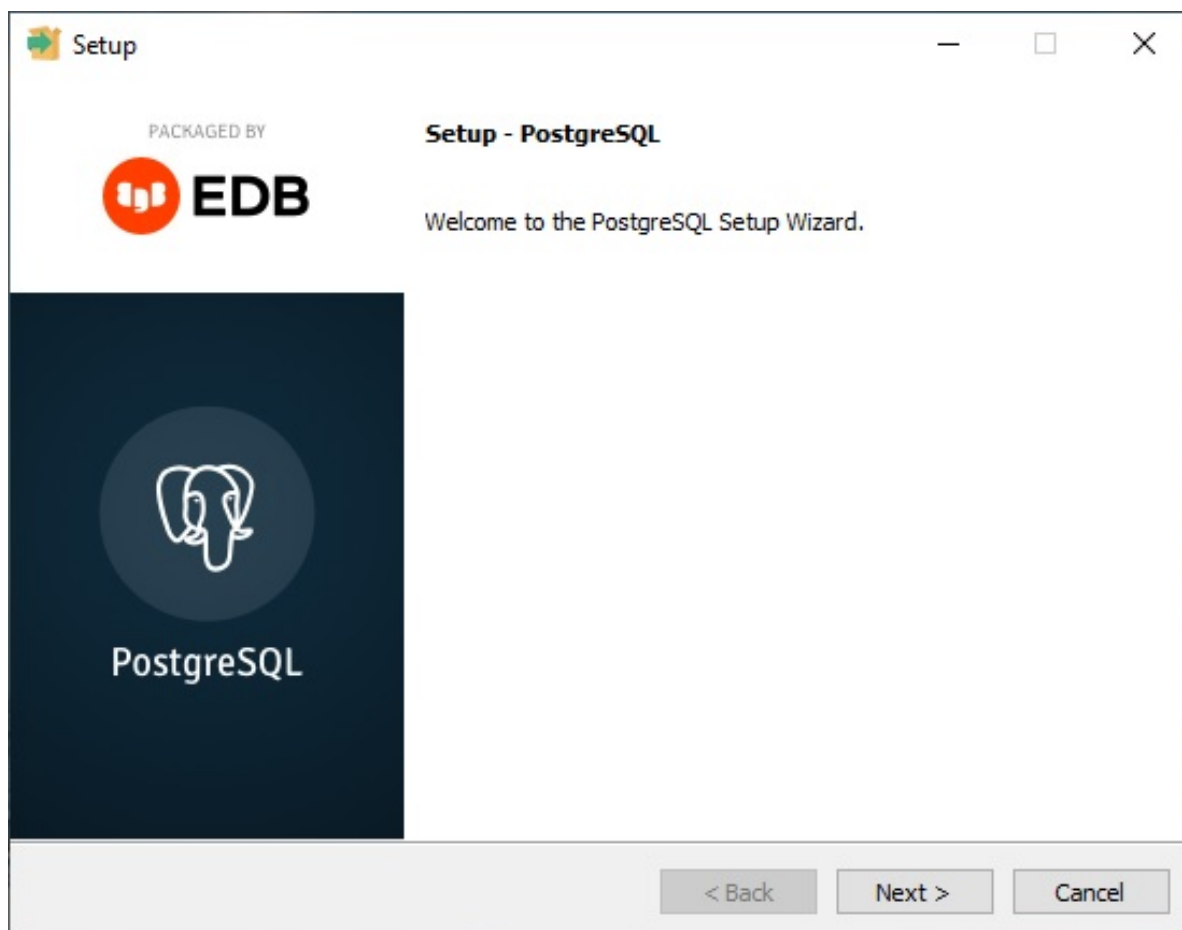 Setup
PACKAGED BY
EDB
Setup - PostgreSQL
Welcome to the PostgreSQL Setup Wizard.
PostgreSQL
< Back
Next >
Cancel